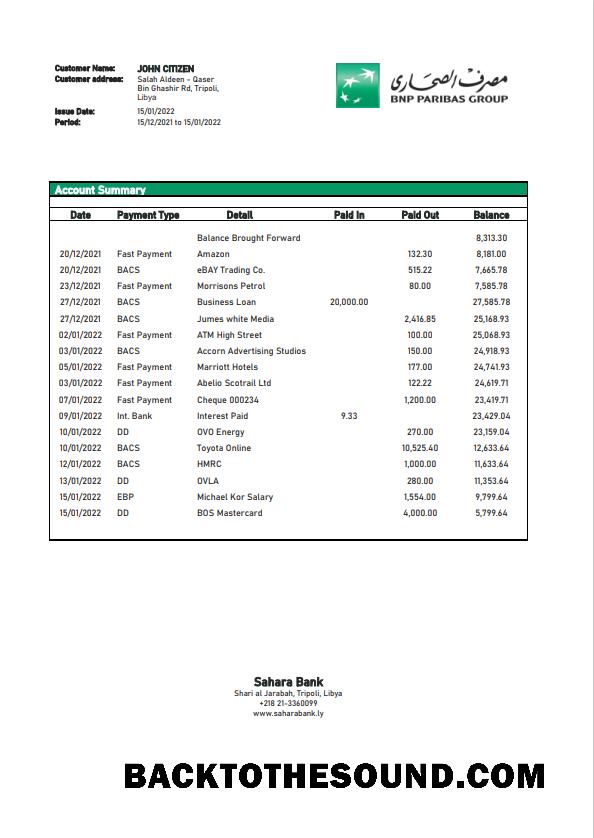 Customer Name: JOHN CITIZEN
Customer address: Salah Aldeen - Qaser
Bin Ghashir Rd, Tripoli,
Libya
Issue Date: 15/01/2022
Period: 15/12/2021 to 15/01/2022
مصرف الصحارى
BNP PARIBAS GROUP
Account Summary
Date Payment Type Detail Paid In Paid Out Balance
Balance Brought Forward 8,313.30
20/12/2021 Fast Payment Amazon 132.30 8,181.00
20/12/2021 BACS eBAY Trading Co. 515.22 7,665.78
23/12/2021 Fast Payment Morrisons Petrol 80.00 7,585.78
27/12/2021 BACS Business Loan 20,000.00 27,585.78
27/12/2021 BACS Jumes white Media 2,416.85 25,168.93
02/01/2022 Fast Payment ATM High Street 100.00 25,068.93
03/01/2022 BACS Accorn Advertising Studios 150.00 24,918.93
05/01/2022 Fast Payment Marriott Hotels 177.00 24,741.93
03/01/2022 Fast Payment Abelio Scotrail Ltd 122.22 24,619.71
07/01/2022 Fast Payment Cheque 000234 1,200.00 23,419.71
09/01/2022 Int. Bank Interest Paid 9.33 23,429.04
10/01/2022 DD OVO Energy 270.00 23,159.04
10/01/2022 BACS Toyota Online 10,525.40 12,633.64
12/01/2022 BACS HMRC 1,000.00 11,633.64
13/01/2022 DD OVLA 280.00 11,353.64
15/01/2022 EBP Michael Kor Salary 1,554.00 9,799.64
15/01/2022 DD BOS Mastercard 4,000.00 5,799.64
Sahara Bank
Shari al Jarabah, Tripoli, Libya
+218 21-3360099
www.saharabank.ly
BACKTOTHESOUND.COM